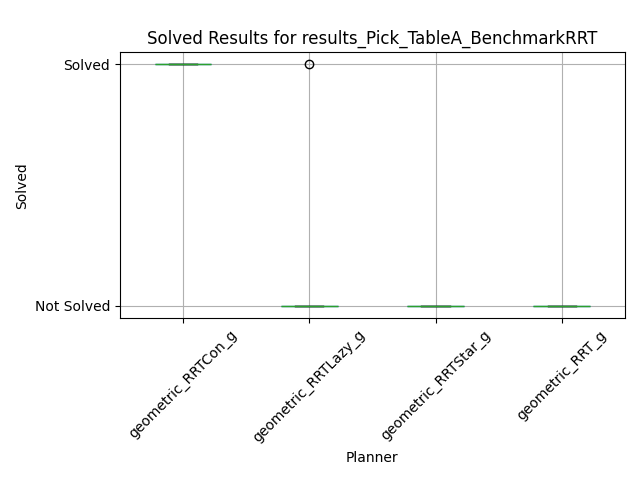 Solved Results for results_Pick_TableA_BenchmarkRRT
Solved
Solved
Not Solved
geometric_RRTCon_g
geometric_RRTLazy_g
geometric_RRTStar_g
geometric_RRT_g
Planner